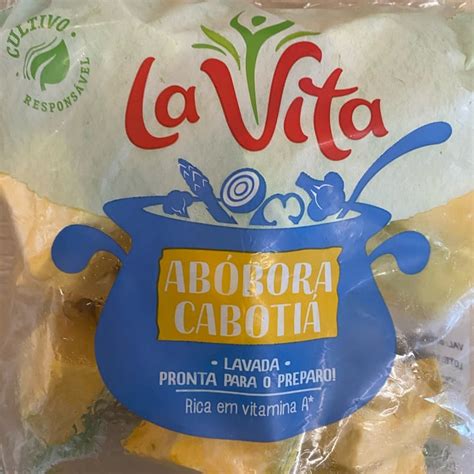 CULTIVO
RESPONSÁVEL
La Vita
ABÓBORA
CABOTIÁ
• LAVADA •
PRONTA PARA O PREPARO!
Rica em vitamina A*